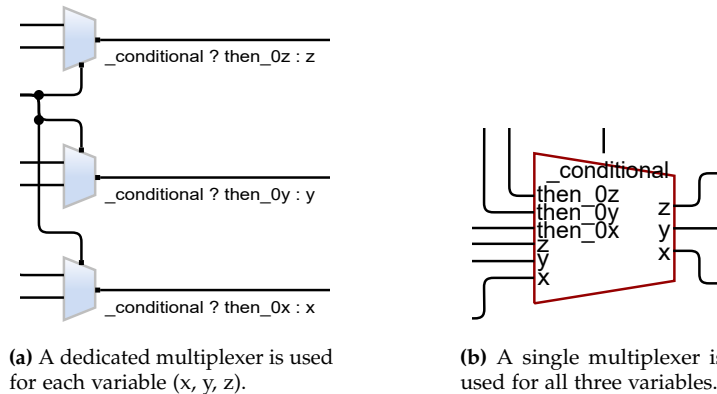 _conditional ? then_0z : z
_conditional ? then_0y : y
_conditional ? then_0x : x
(a) A dedicated multiplexer is used
for each variable (x, y, z).
_conditional
then_0z
then_0y
then_0x
z
y
x
z
y
x
(b) A single multiplexer is
used for all three variables.